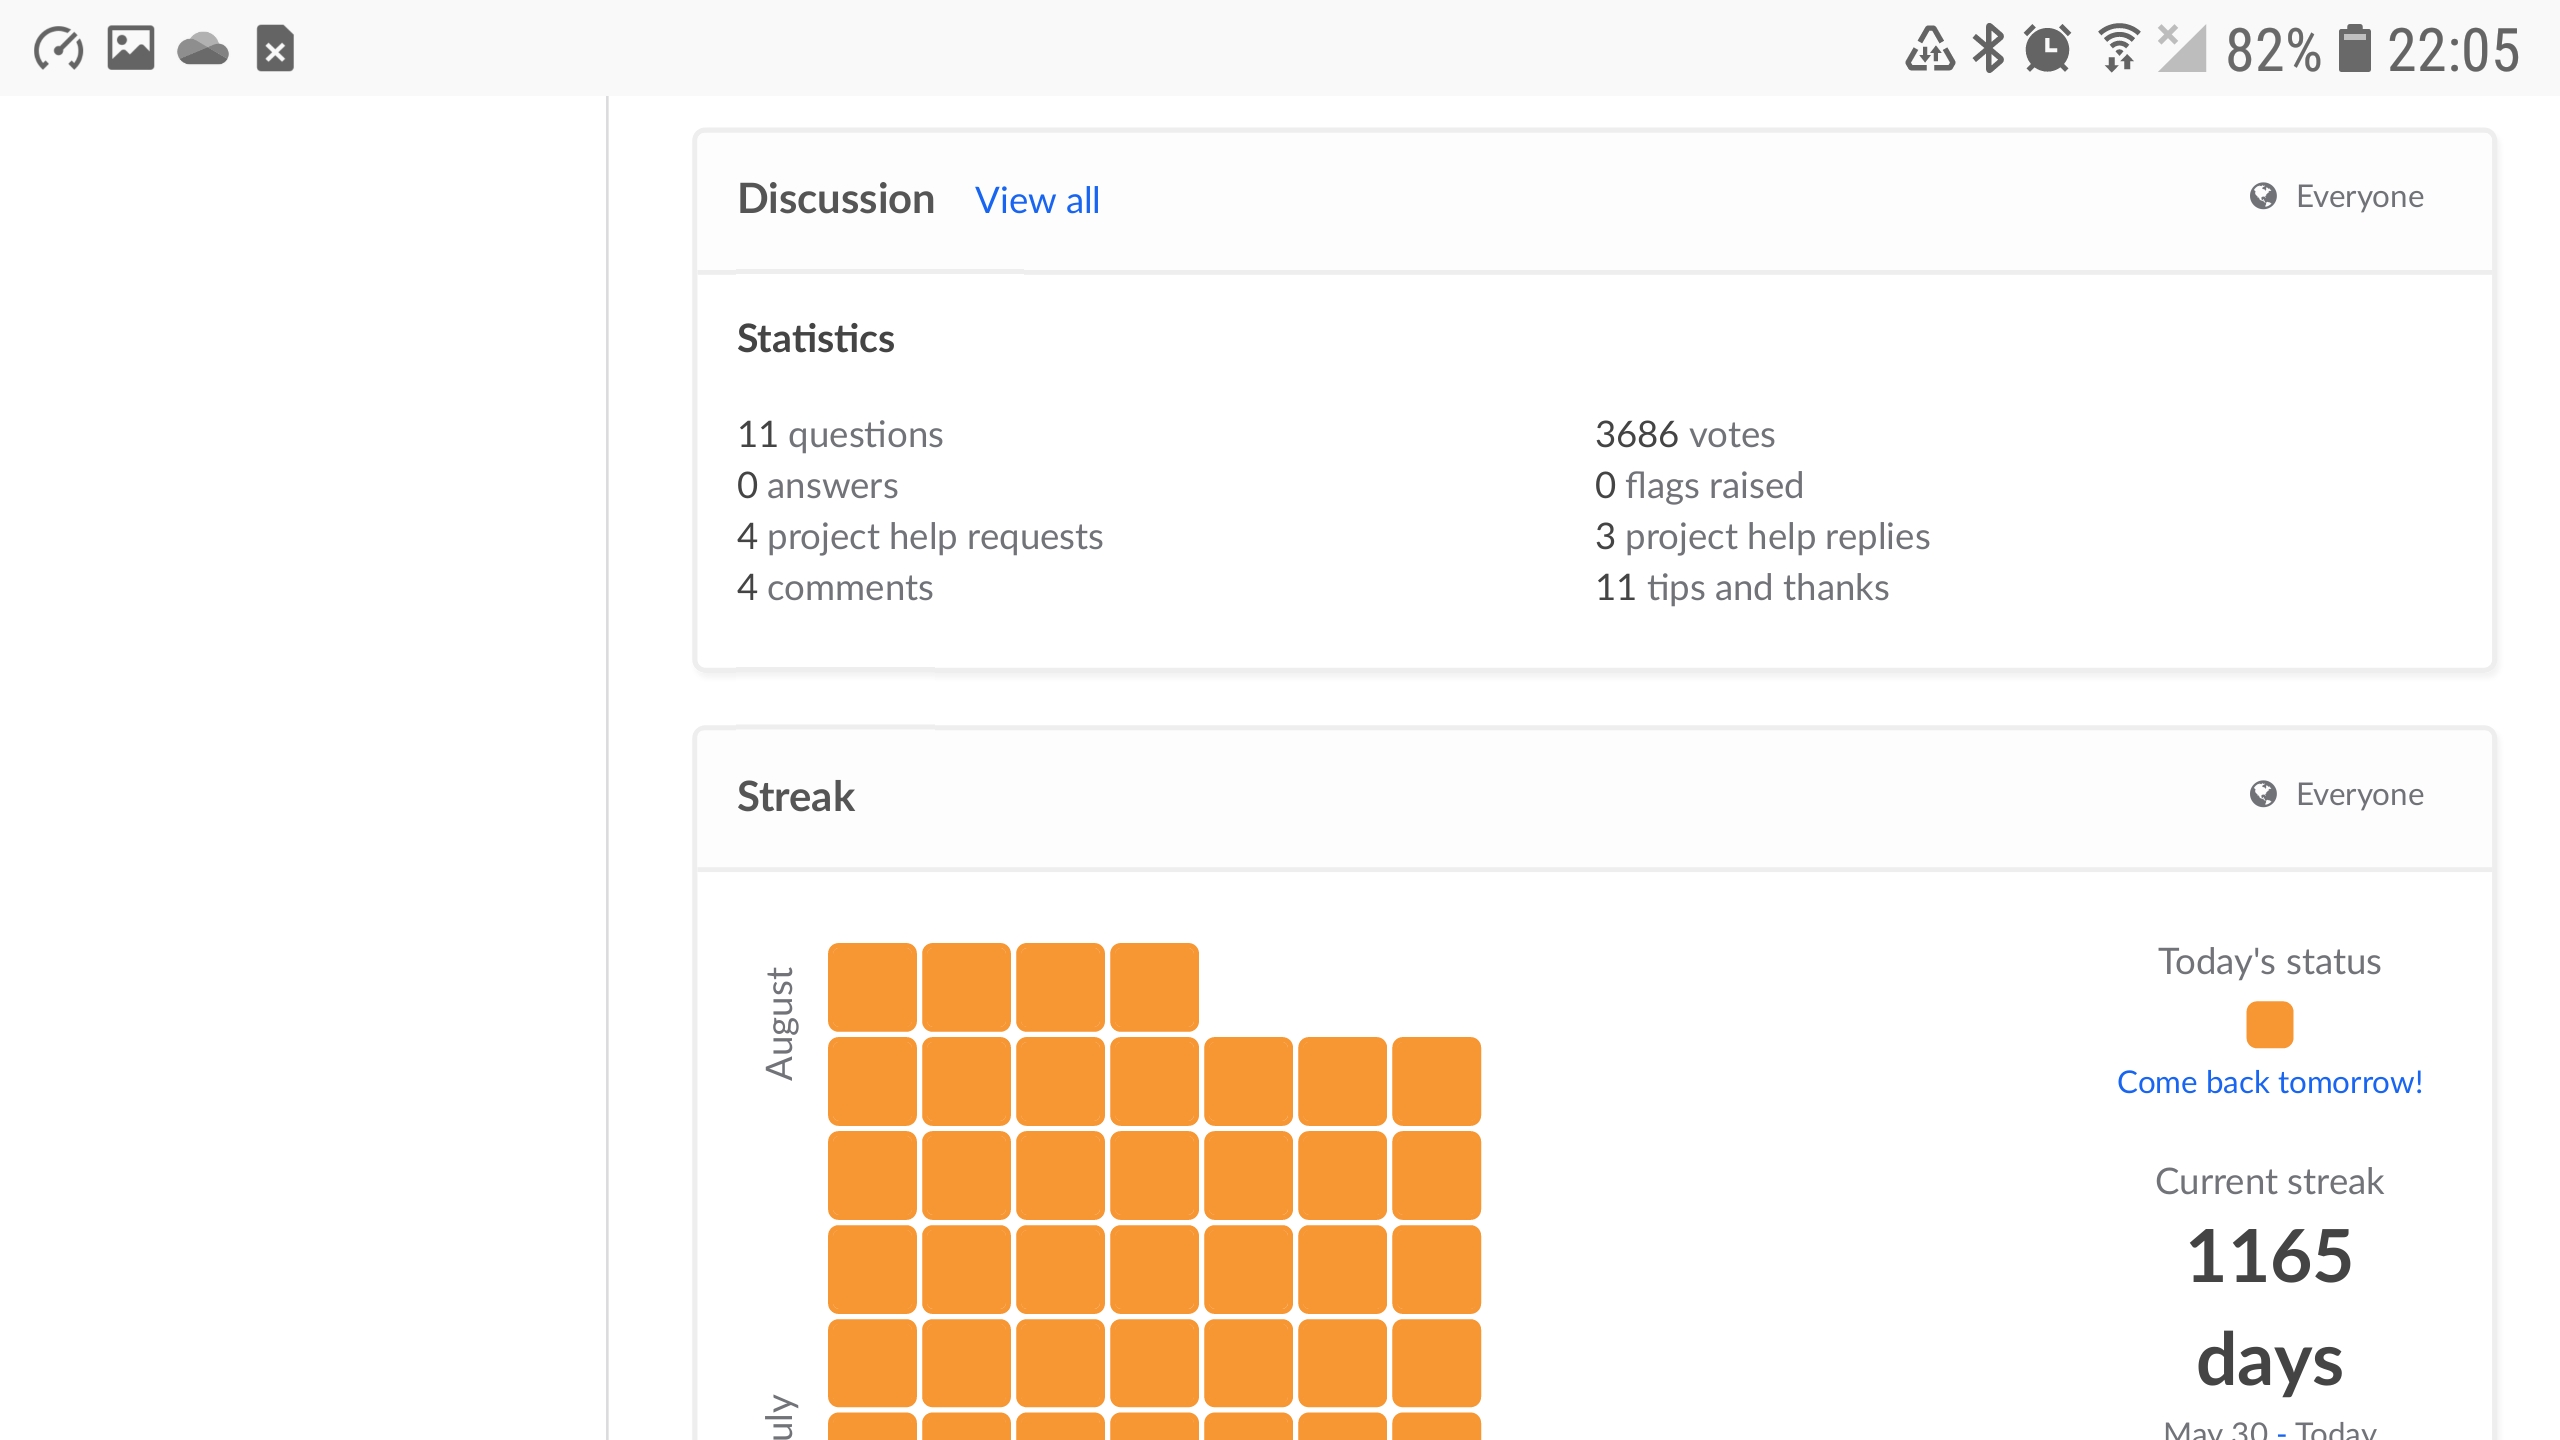 82% 22:05
Discussion View all Everyone
Statistics
11 questions
0 answers
4 project help requests
4 comments
3686 votes
0 flags raised
3 project help replies
11 tips and thanks
Streak Everyone
August
uly
Today's status
Come back tomorrow!
Current streak
1165
days
May 30 - Today